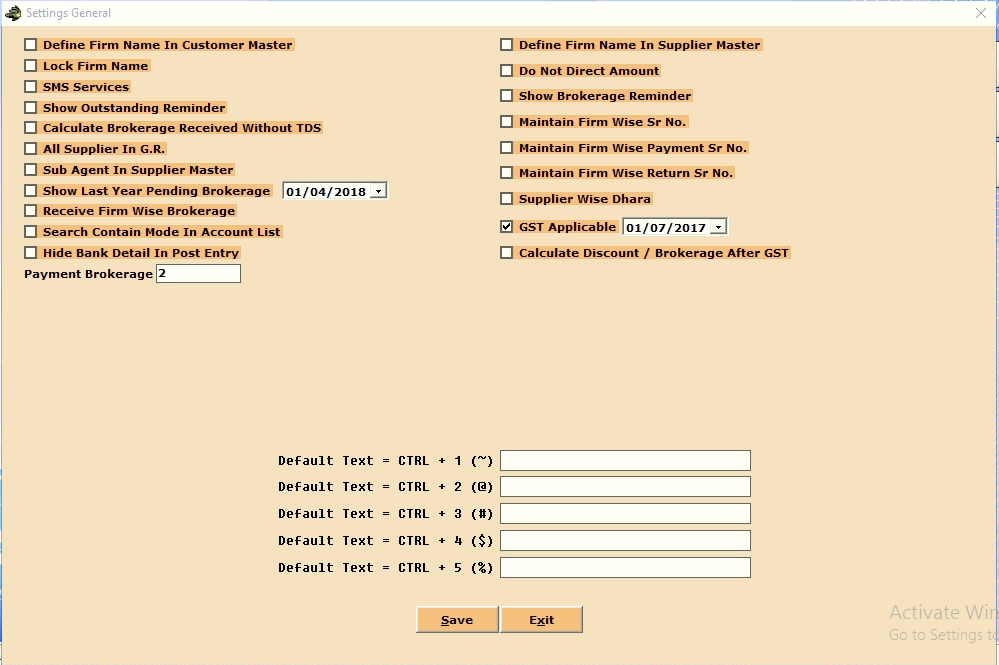 Settings General
Define Firm Name In Customer Master
Lock Firm Name
SMS Services
Show Outstanding Reminder
Calculate Brokerage Received Without TDS
All Supplier In G.R.
Sub Agent In Supplier Master
Show Last Year Pending Brokerage 01/04/2018
Receive Firm Wise Brokerage
Search Contain Mode In Account List
Hide Bank Detail In Post Entry
Payment Brokerage 2
Define Firm Name In Supplier Master
Do Not Direct Amount
Show Brokerage Reminder
Maintain Firm Wise Sr No.
Maintain Firm Wise Payment Sr No.
Maintain Firm Wise Return Sr No.
Supplier Wise Dhara
GST Applicable 01/07/2017
Calculate Discount / Brokerage After GST
Default Text = CTRL + 1 (~)
Default Text = CTRL + 2 (@)
Default Text = CTRL + 3 (#)
Default Text = CTRL + 4 ($)
Default Text = CTRL + 5 (%)
Save Exit
Activate Win
Go to Settings to